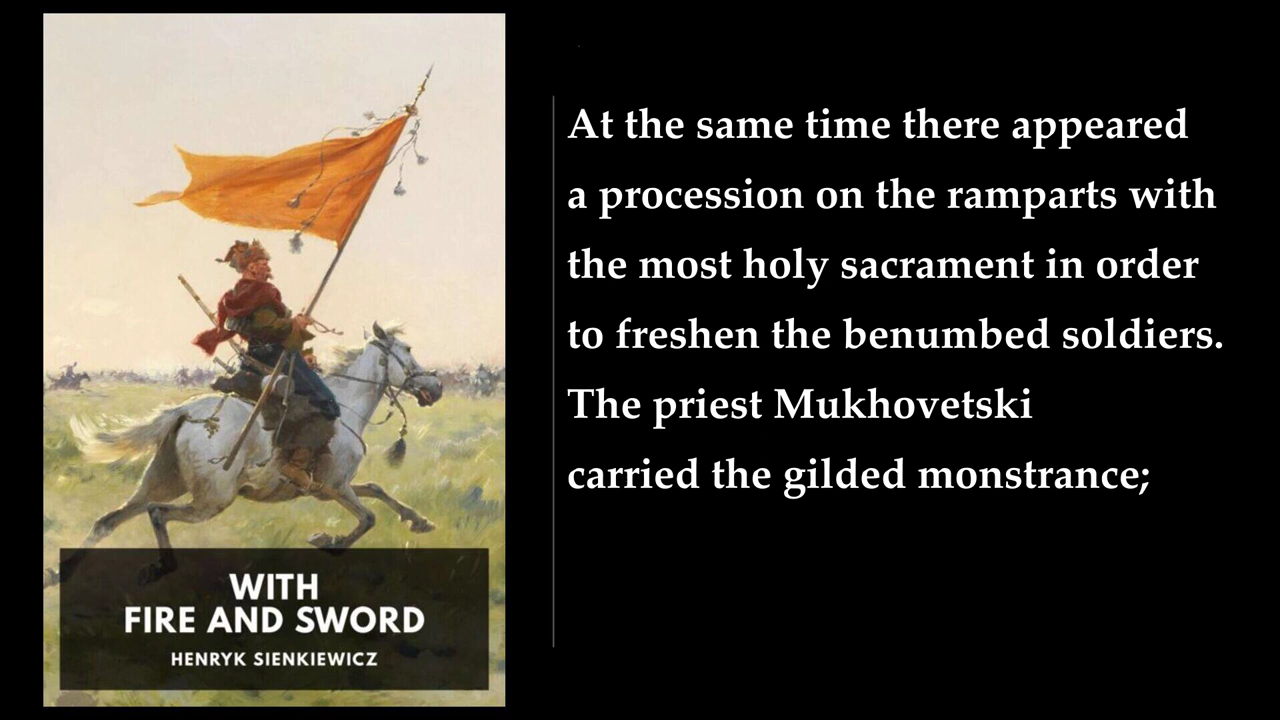 WITH
FIRE AND SWORD
HENRYK SIENKIEWICZ
At the same time there appeared
a procession on the ramparts with
the most holy sacrament in order
to freshen the benumbed soldiers.
The priest Mukhovetski
carried the gilded monstrance;